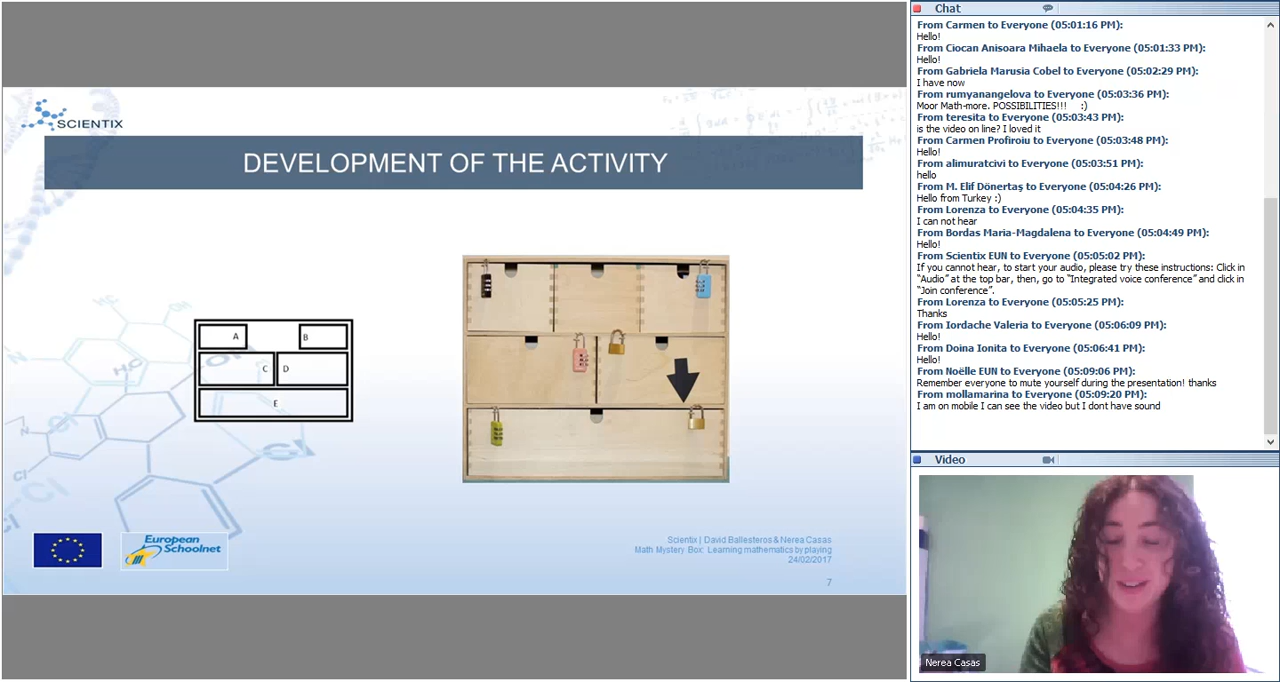 SCIENTIX
DEVELOPMENT OF THE ACTIVITY
A
B
C
D
E
European
Schoolnet
Scientix | David Ballesteros & Nerea Casas
Math Mystery Box: Learning mathematics by playing
24/02/2017
7
Chat
From Carmen to Everyone (05:01:16 PM):
Hello!
From Ciocan Anisoara Mihaela to Everyone (05:01:33 PM):
Hello!
From Gabriela Marusia Cobel to Everyone (05:02:29 PM):
I have now
From rumyanangelova to Everyone (05:03:36 PM):
Moor Math-more. POSSIBILITIES!!! :)
From teresita to Everyone (05:03:43 PM):
is the video on line? I loved it
From Carmen Profiroiu to Everyone (05:03:48 PM):
Hello!
From alimuratcivi to Everyone (05:03:51 PM):
hello
From M. Elif Dönertaş to Everyone (05:04:26 PM):
Hello from Turkey :)
From Lorenza to Everyone (05:04:35 PM):
I can not hear
From Bordas Maria-Magdalena to Everyone (05:04:49 PM):
Hello!
From Scientix EUN to Everyone (05:05:02 PM):
If you cannot hear, to start your audio, please try these instructions: Click in
"Audio" at the top bar, then, go to "Integrated voice conference" and click in
"Join conference".
From Lorenza to Everyone (05:05:25 PM):
Thanks
From Iordache Valeria to Everyone (05:06:09 PM):
Hello!
From Doina Ionita to Everyone (05:06:41 PM):
Hello!
From Noëlle EUN to Everyone (05:09:06 PM):
Remember everyone to mute yourself during the presentation! thanks
From mollamarina to Everyone (05:09:20 PM):
I am on mobile I can see the video but I dont have sound
Video
Nerea Casas